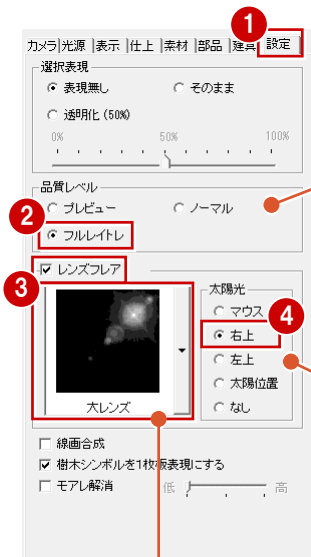 1
カメラ 光源 表示 仕上 素材 部品 建具 設定
選択表現
表現無し そのまま
透明化 (50%)
0% 50% 100%
品質レベル
プレビュー ノーマル
2
フルレイトレ
レンズフレア
3
太陽光
マウス
4
右上
左上
太陽位置
なし
大レンズ
線画合成
樹木シンボルを1枚板表現にする
モアレ解消 低 高